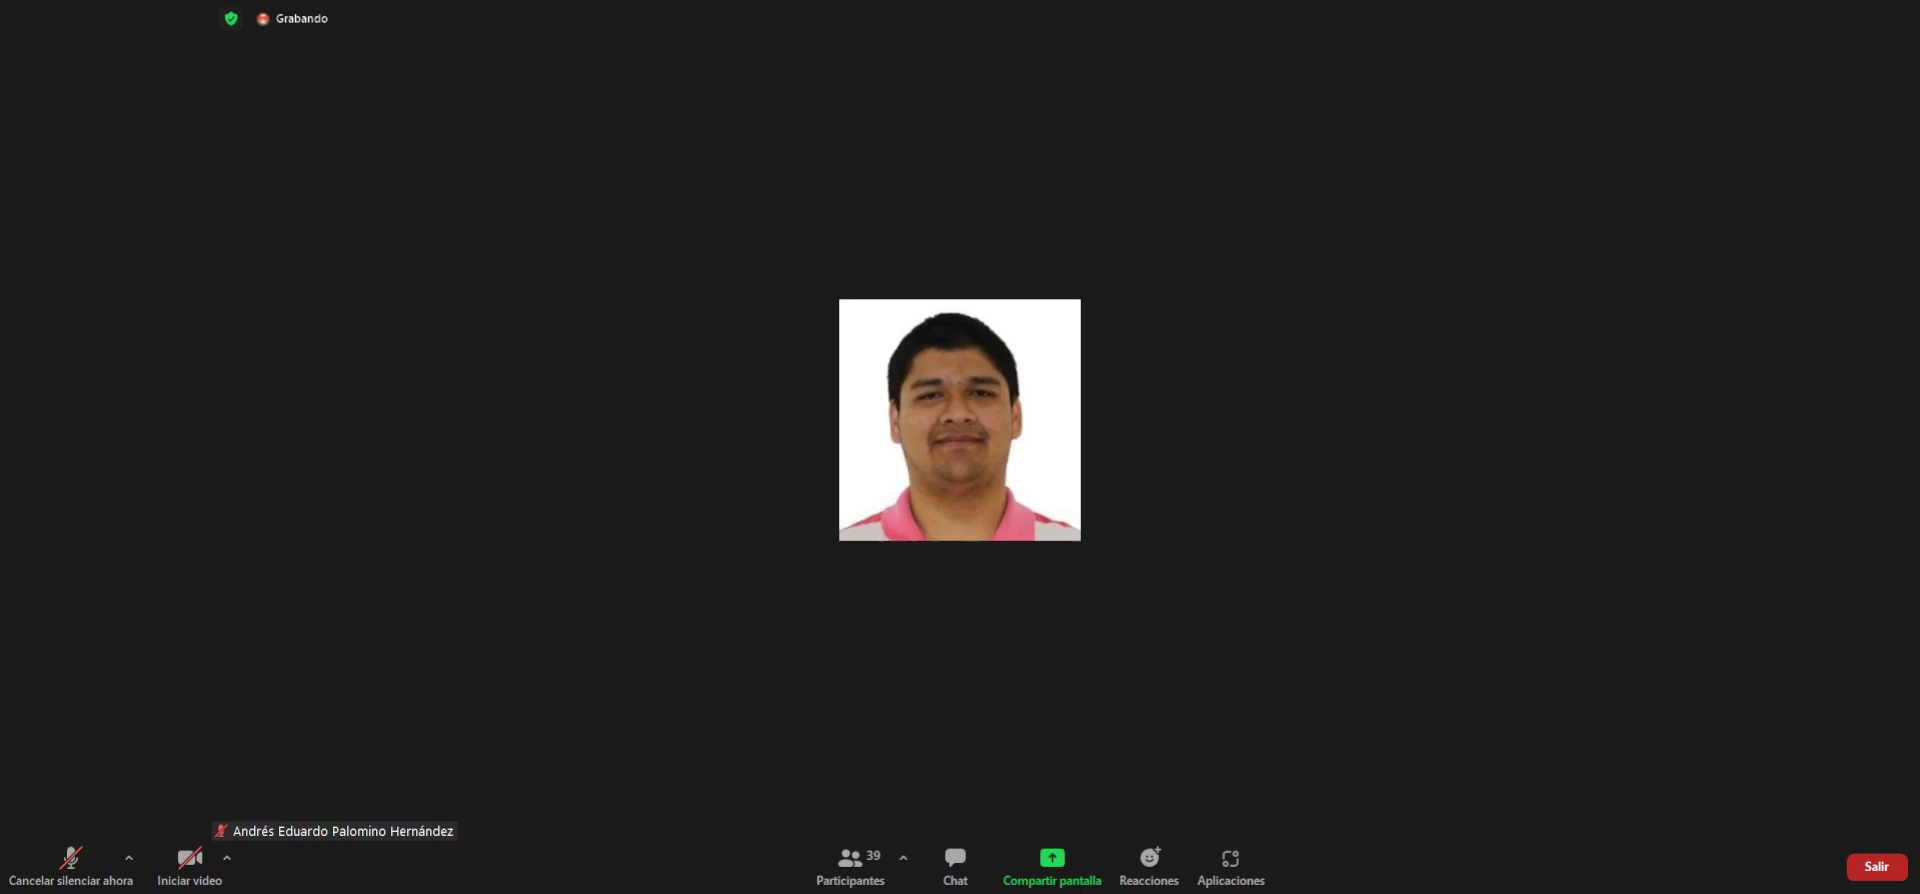 Grabando
Andrés Eduardo Palomino Hernández
Cancelar silenciar ahora
Iniciar video
39
Participantes
Chat
Compartir pantalla
Reacciones
Aplicaciones
Salir